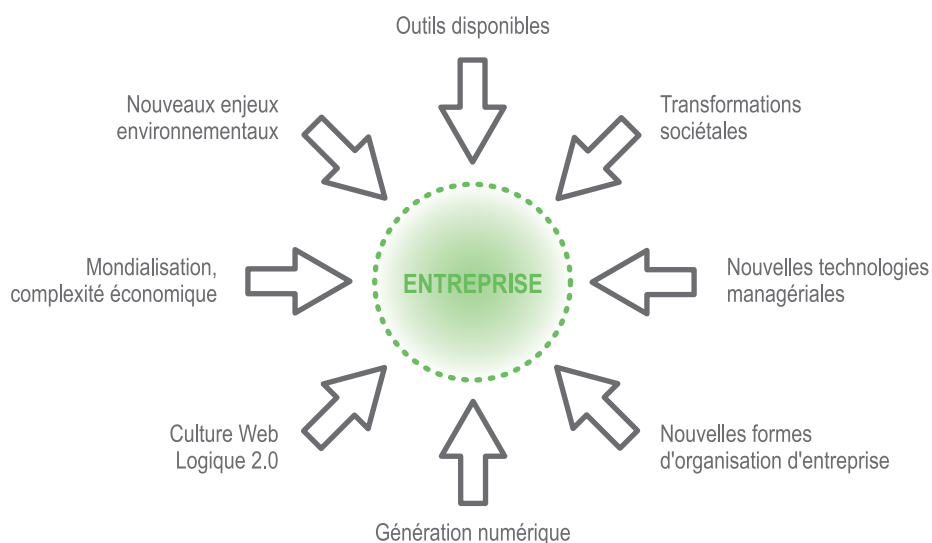 Outils disponibles
Nouveaux enjeux
environnementaux
Transformations
sociétales
Mondialisation,
complexité économique
ENTREPRISE
Nouvelles technologies
managériales
Culture Web
Logique 2.0
Nouvelles formes
d'organisation d'entreprise
Génération numérique